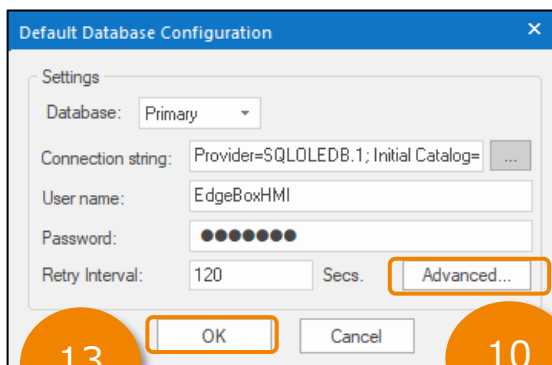 Default Database Configuration ×
Settings
Database: Primary
Connection string: Provider=SQLOLEDB.1; Initial Catalog= ...
User name: EdgeBoxHMI
Password: ●●●●●●●
Retry Interval: 120 Secs. Advanced...
OK Cancel
13 10